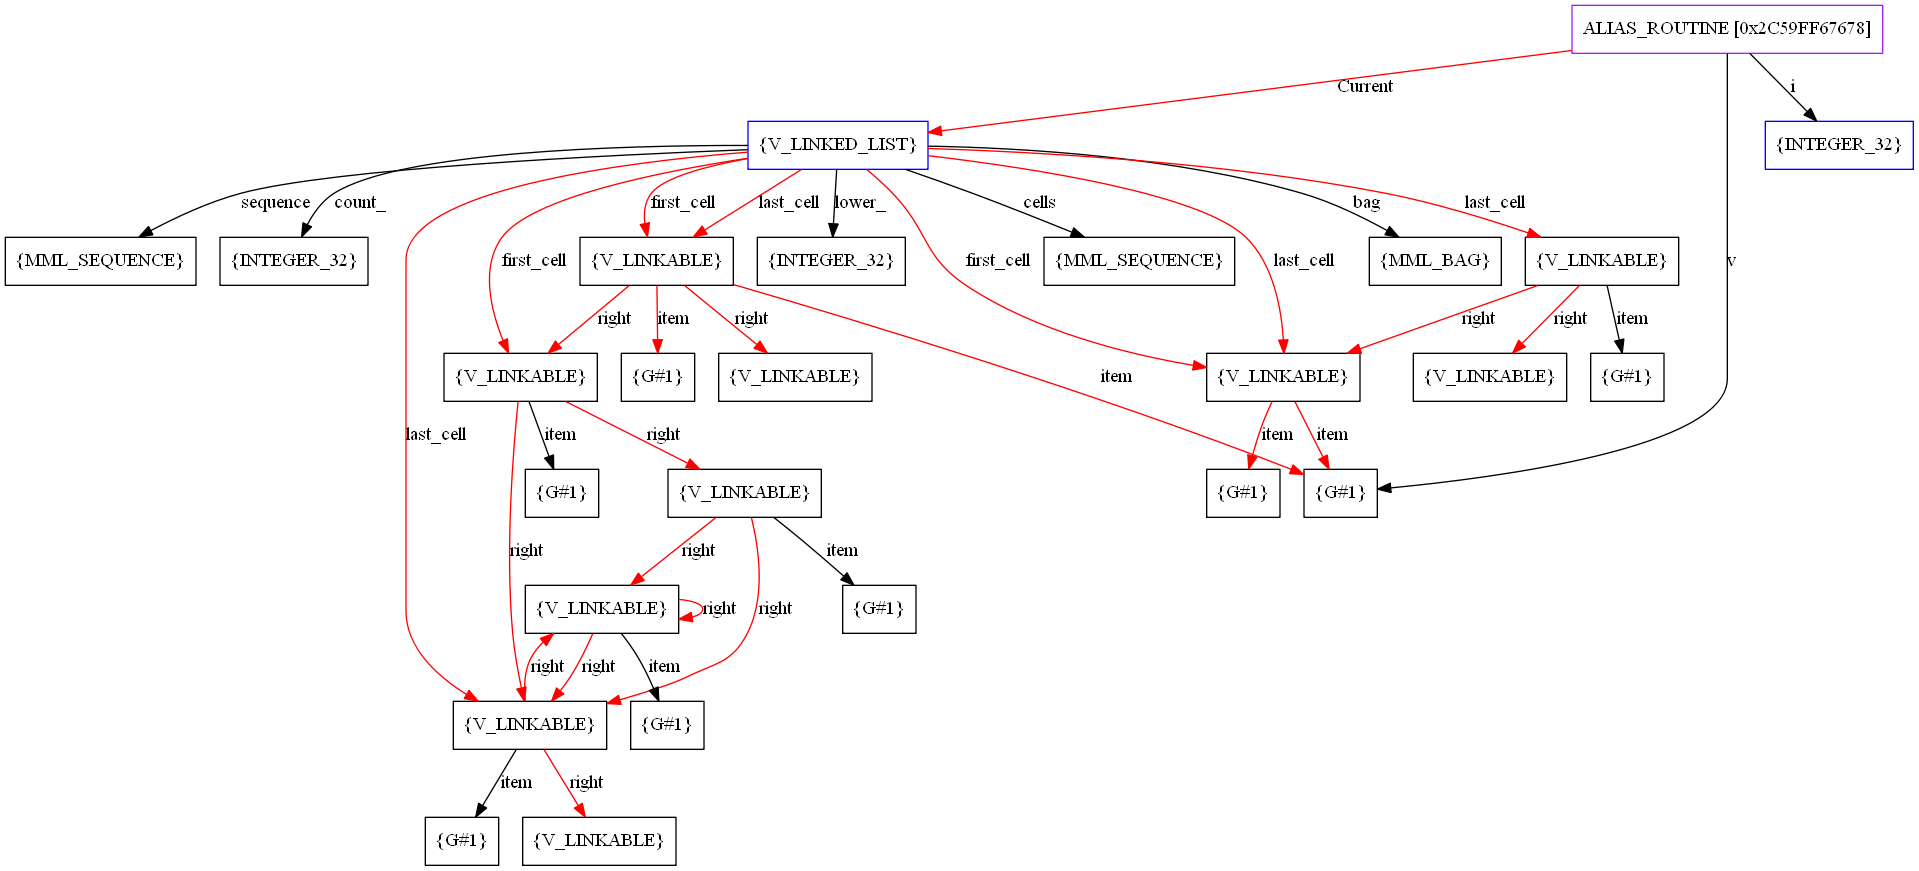 ALIAS_ROUTINE [0x2C59FF67678]
Current
i
{V_LINKED_LIST}
{INTEGER_32}
sequence
count_
first_cell
last_cell
lower_
cells
bag
last_cell
{MML_SEQUENCE}
{INTEGER_32}
first_cell
{V_LINKABLE}
{INTEGER_32}
first_cell
{MML_SEQUENCE}
last_cell
{MML_BAG}
{V_LINKABLE}
v
right
item
right
right
right
item
{V_LINKABLE}
{G#1}
{V_LINKABLE}
item
{V_LINKABLE}
{V_LINKABLE}
{G#1}
last_cell
item
right
item
item
{G#1}
{V_LINKABLE}
{G#1}
{G#1}
right
right
item
{V_LINKABLE}
right
right
{G#1}
right
right
item
{V_LINKABLE}
{G#1}
item
right
{G#1}
{V_LINKABLE}